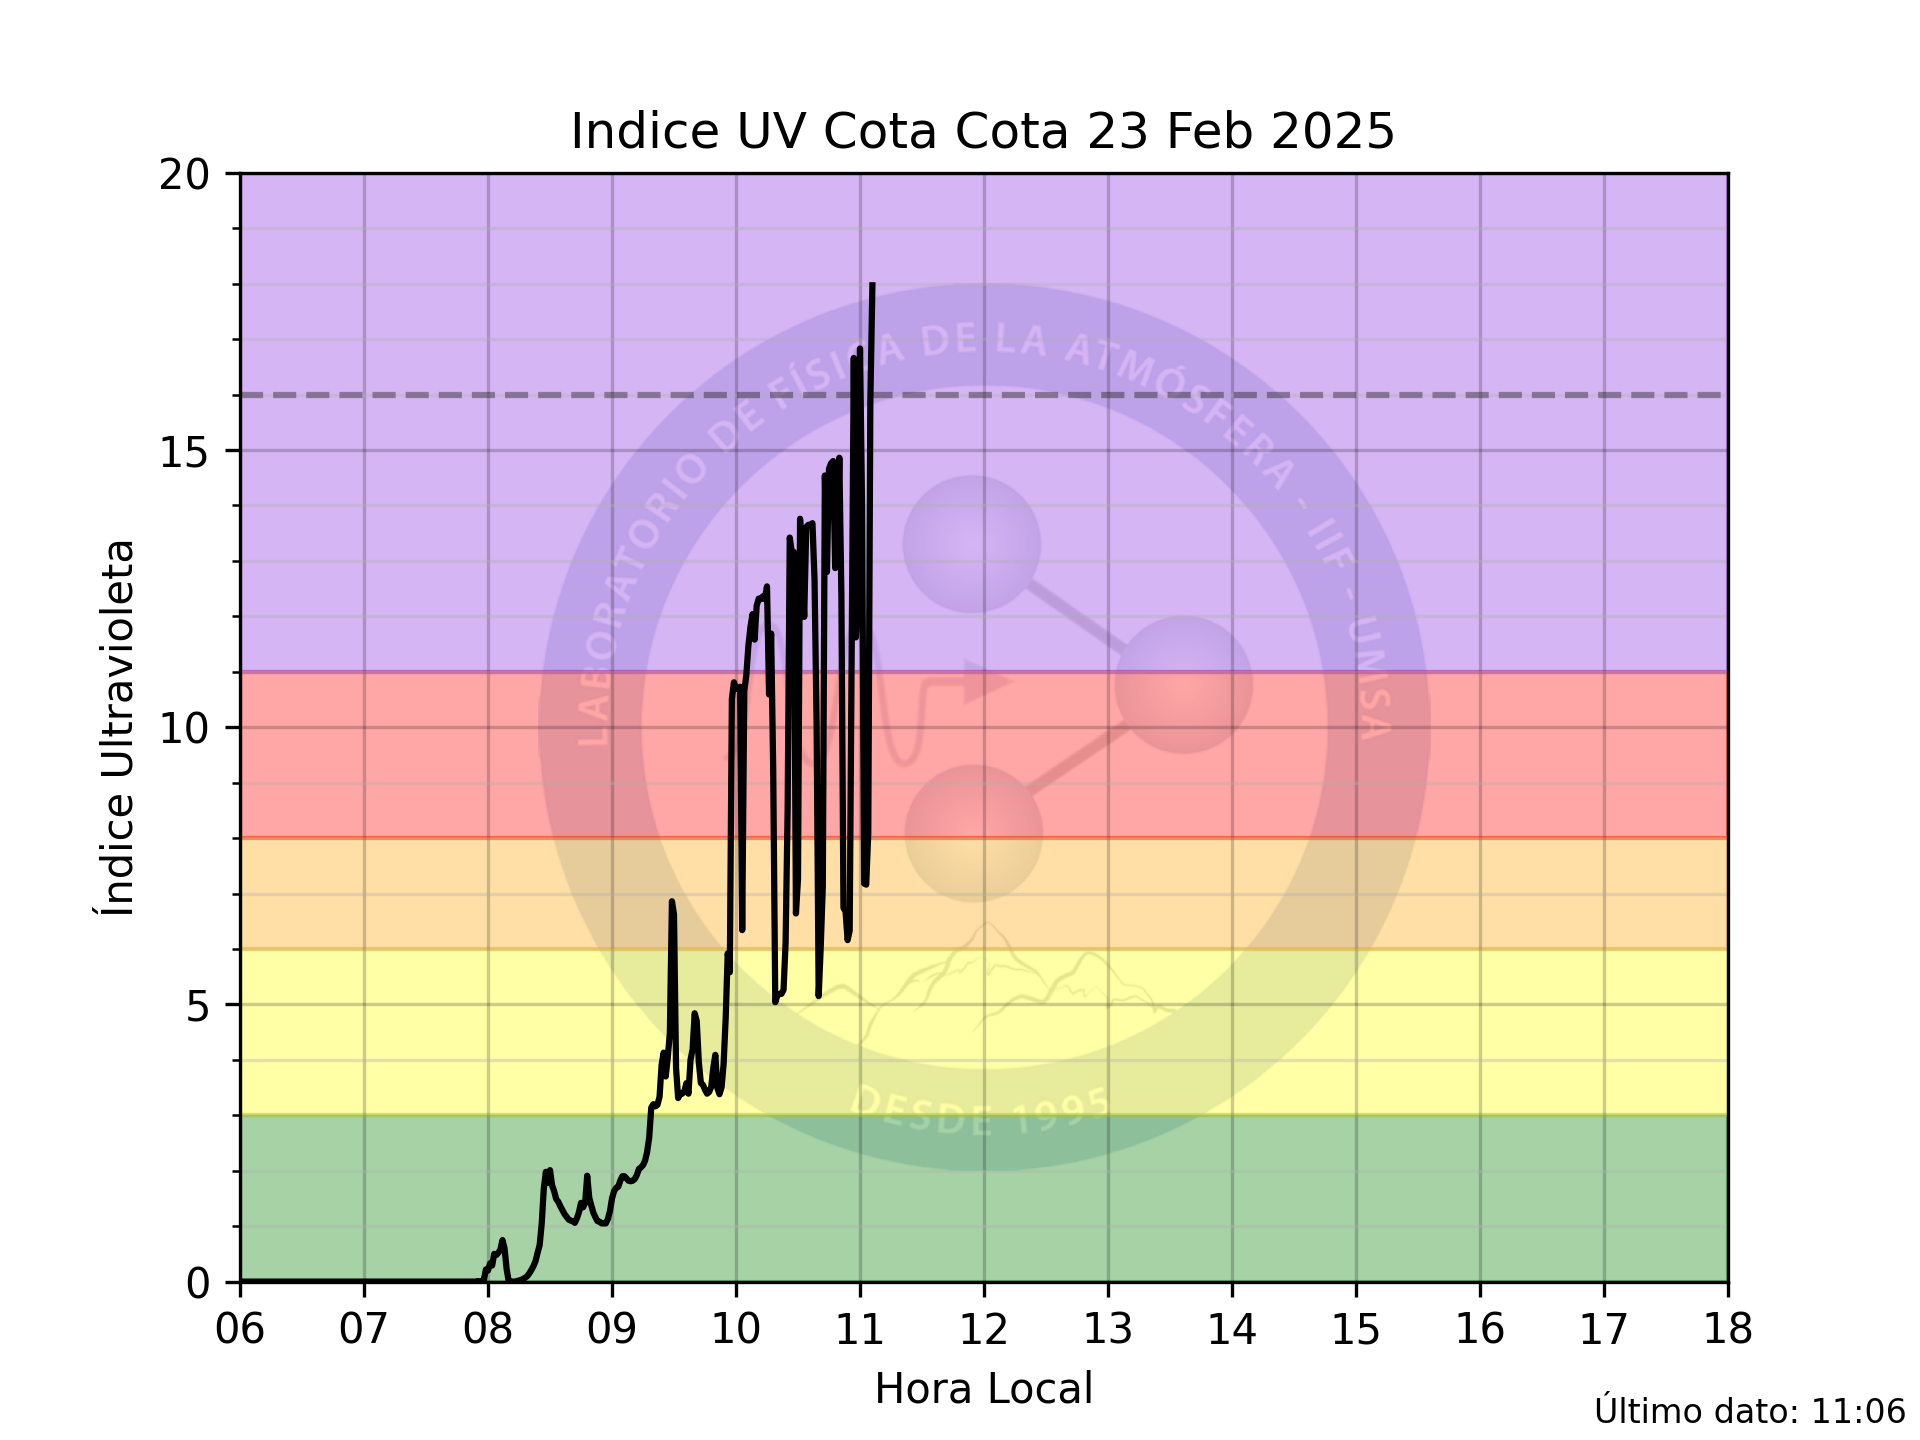 Indice UV Cota Cota 23 Feb 2025
20
15
10
5
0
Índice Ultravioleta
LABORATORIO DE FÍSICA DE LA ATMÓSFERA - IIF - UMSA
DESDE 1995
06 07 08 09 10 11 12 13 14 15 16 17 18
Hora Local
Último dato: 11:06